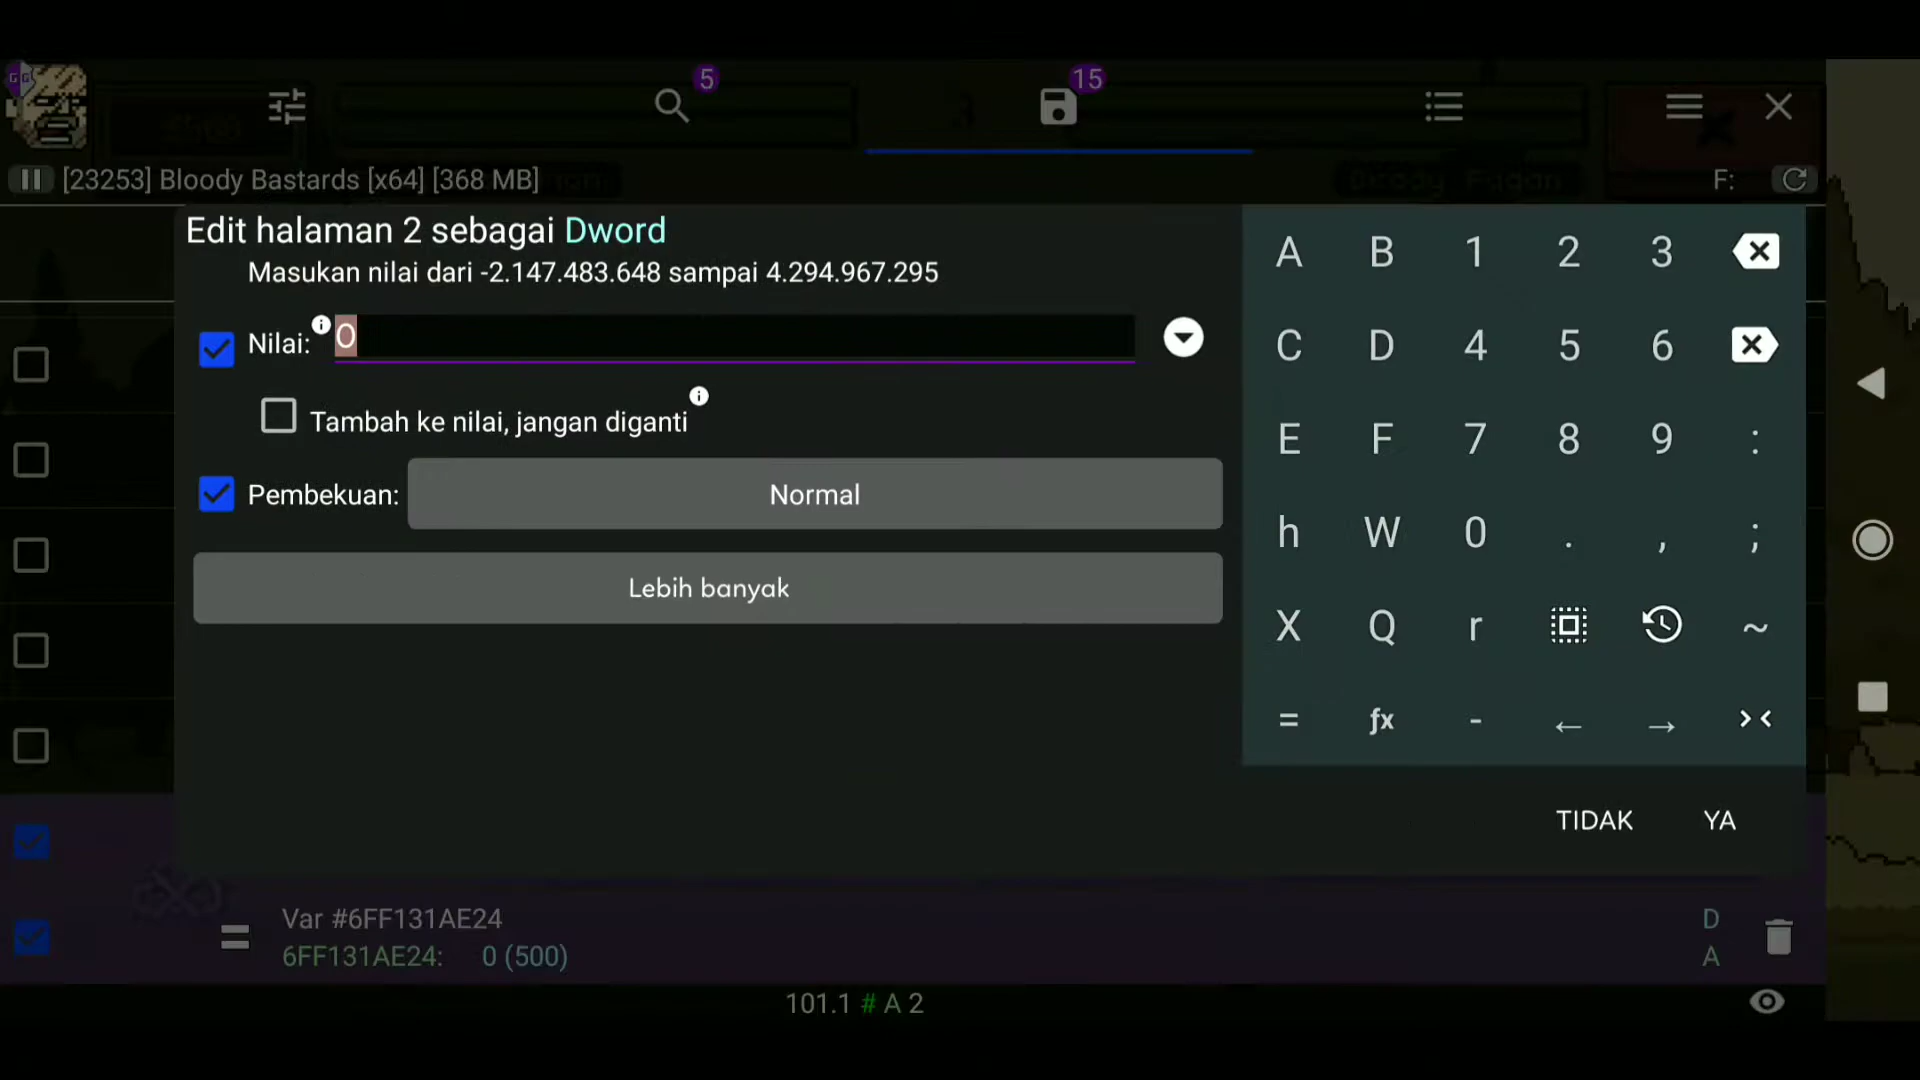 GG
5
15
[23253] Bloody Bastards [x64] [368 MB]
F:
Edit halaman 2 sebagai Dword
Masukan nilai dari -2.147.483.648 sampai 4.294.967.295
Nilai: 0
Tambah ke nilai, jangan diganti
Pembekuan: Normal
Lebih banyak
A B 1 2 3
C D 4 5 6
E F 7 8 9 :
h W 0 . , ;
X Q r ~
= ƒx - ← → ><
TIDAK YA
Var #6FF131AE24 D
6FF131AE24: 0 (500) A
101.1 # A 2